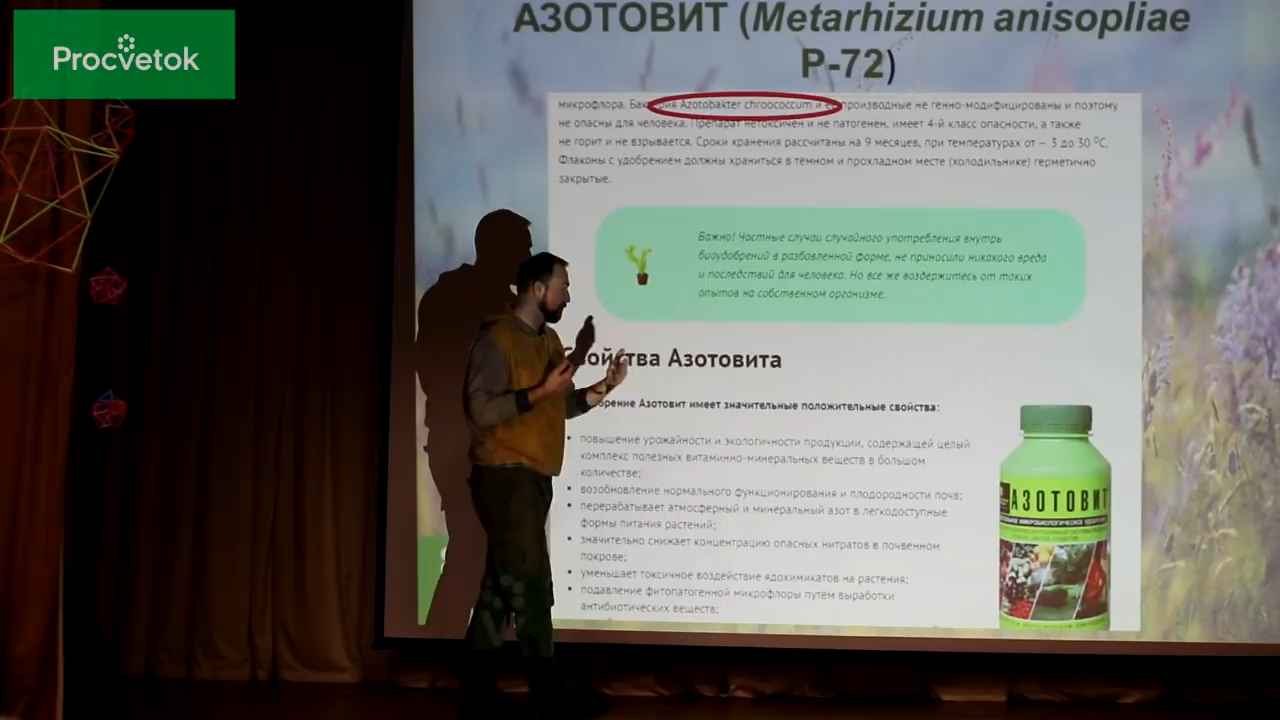 Procvetok
АЗОТОВИТ (Metarhizium anisopliae
P-72)
микрофлора. Бактерия Azotobakter chroococcum и её производные не генно-модифицированы и поэтому
не опасны для человека. Препарат нетоксичен и не патогенен, имеет 4-й класс опасности, а также
не горит и не взрывается. Сроки хранения рассчитаны на 9 месяцев, при температурах от – 3 до 30 ⁰С.
Флаконы с удобрением должны храниться в тёмном и прохладном месте (холодильнике) герметично
закрытые.
Важно! Частные случаи случайного употребления внутрь
биоудобрений в разбавленной форме, не приносили никакого вреда
и последствий для человека. Но все же воздержитесь от таких
опытов на собственном организме.
Свойства Азотовита
Азотовит имеет значительные положительные свойства:
• повышение урожайности и экологичности продукции, содержащей целый
комплекс полезных витаминно-минеральных веществ в большом
количестве;
• возобновление нормального функционирования и плодородности почв;
• перерабатывает атмосферный и минеральный азот в легкодоступные
формы питания растений;
• значительно снижает концентрацию опасных нитратов в почвенном
покрове;
• уменьшает токсичное воздействие ядохимикатов на растения;
• подавление фитопатогенной микрофлоры путём выработки
антибиотических веществ;
АЗОТОВИТ